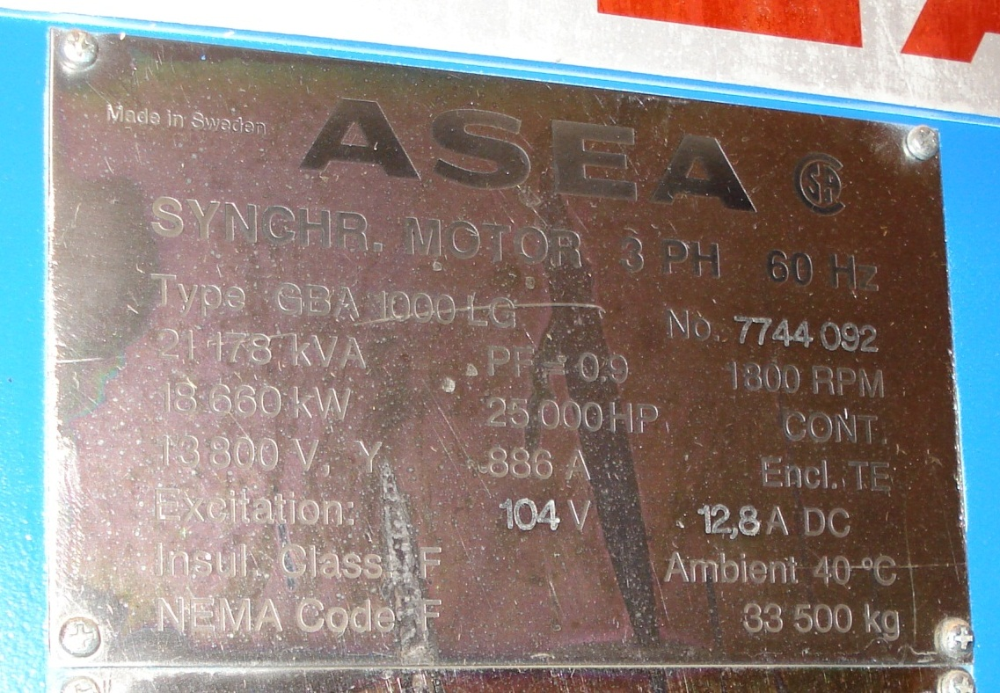 Made in Sweden ASEA CSA
SYNCHR. MOTOR 3 PH 60 Hz
Type GBA 1000 LG No. 7744 092
21 178 kVA PF = 0.9 1800 RPM
18 660 kW 25 000 HP CONT.
13 800 V, Y 886 A Encl. TE
Excitation: 104 V 12,8 A DC
Insul. Class F Ambient 40 °C
NEMA Code F 33 500 kg